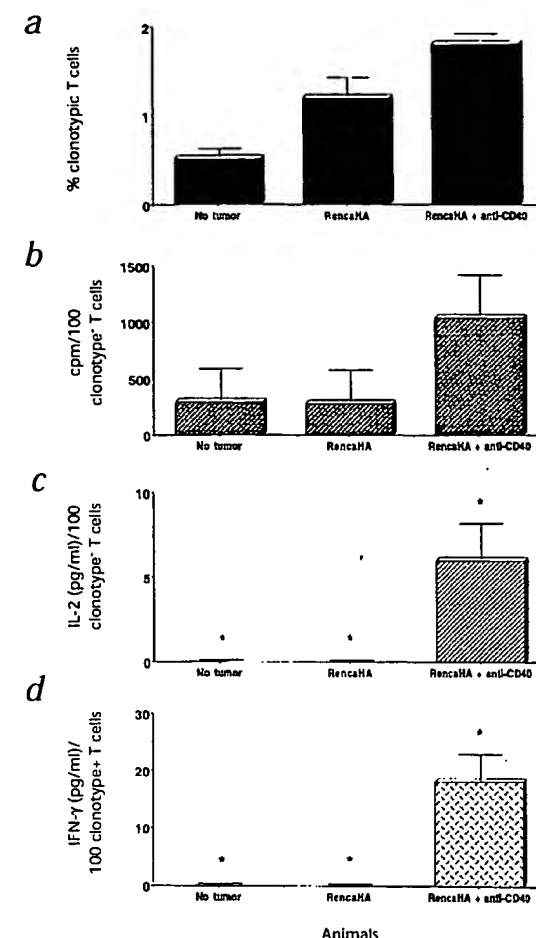 a
% clonotypic T cells
2
1
0
No tumor
RencaHA
RencaHA + anti-CD40
b
cpm/100
clonotype- T cells
1500
1000
500
0
No tumor
RencaHA
RencaHA + anti-CD40
c
IL-2 (pg/ml)/100
clonotype- T cells
10
5
0
*
*
*
No tumor
RencaHA
RencaHA + anti-CD40
d
IFN-γ (pg/ml)/
100 clonotype+ T cells
30
20
10
0
*
*
*
No tumor
RencaHA
RencaHA + anti-CD40
Animals